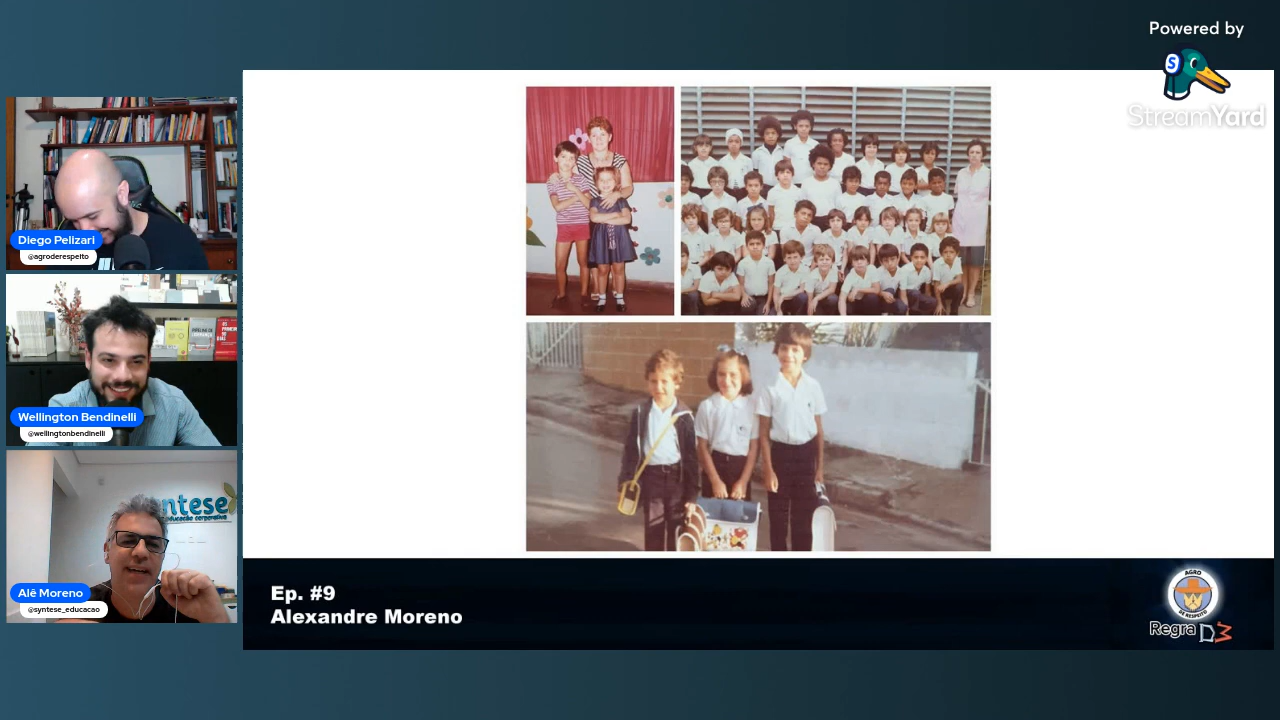 Powered by
StreamYard
Diego Pelizari
@agroderespeito
Wellington Bendinelli
@wellingtonbendinelli
ntese
educação corporativa
Alê Moreno
@syntese_educacao
Ep. #9
Alexandre Moreno
AGRO
DE RESPEITO
Regra